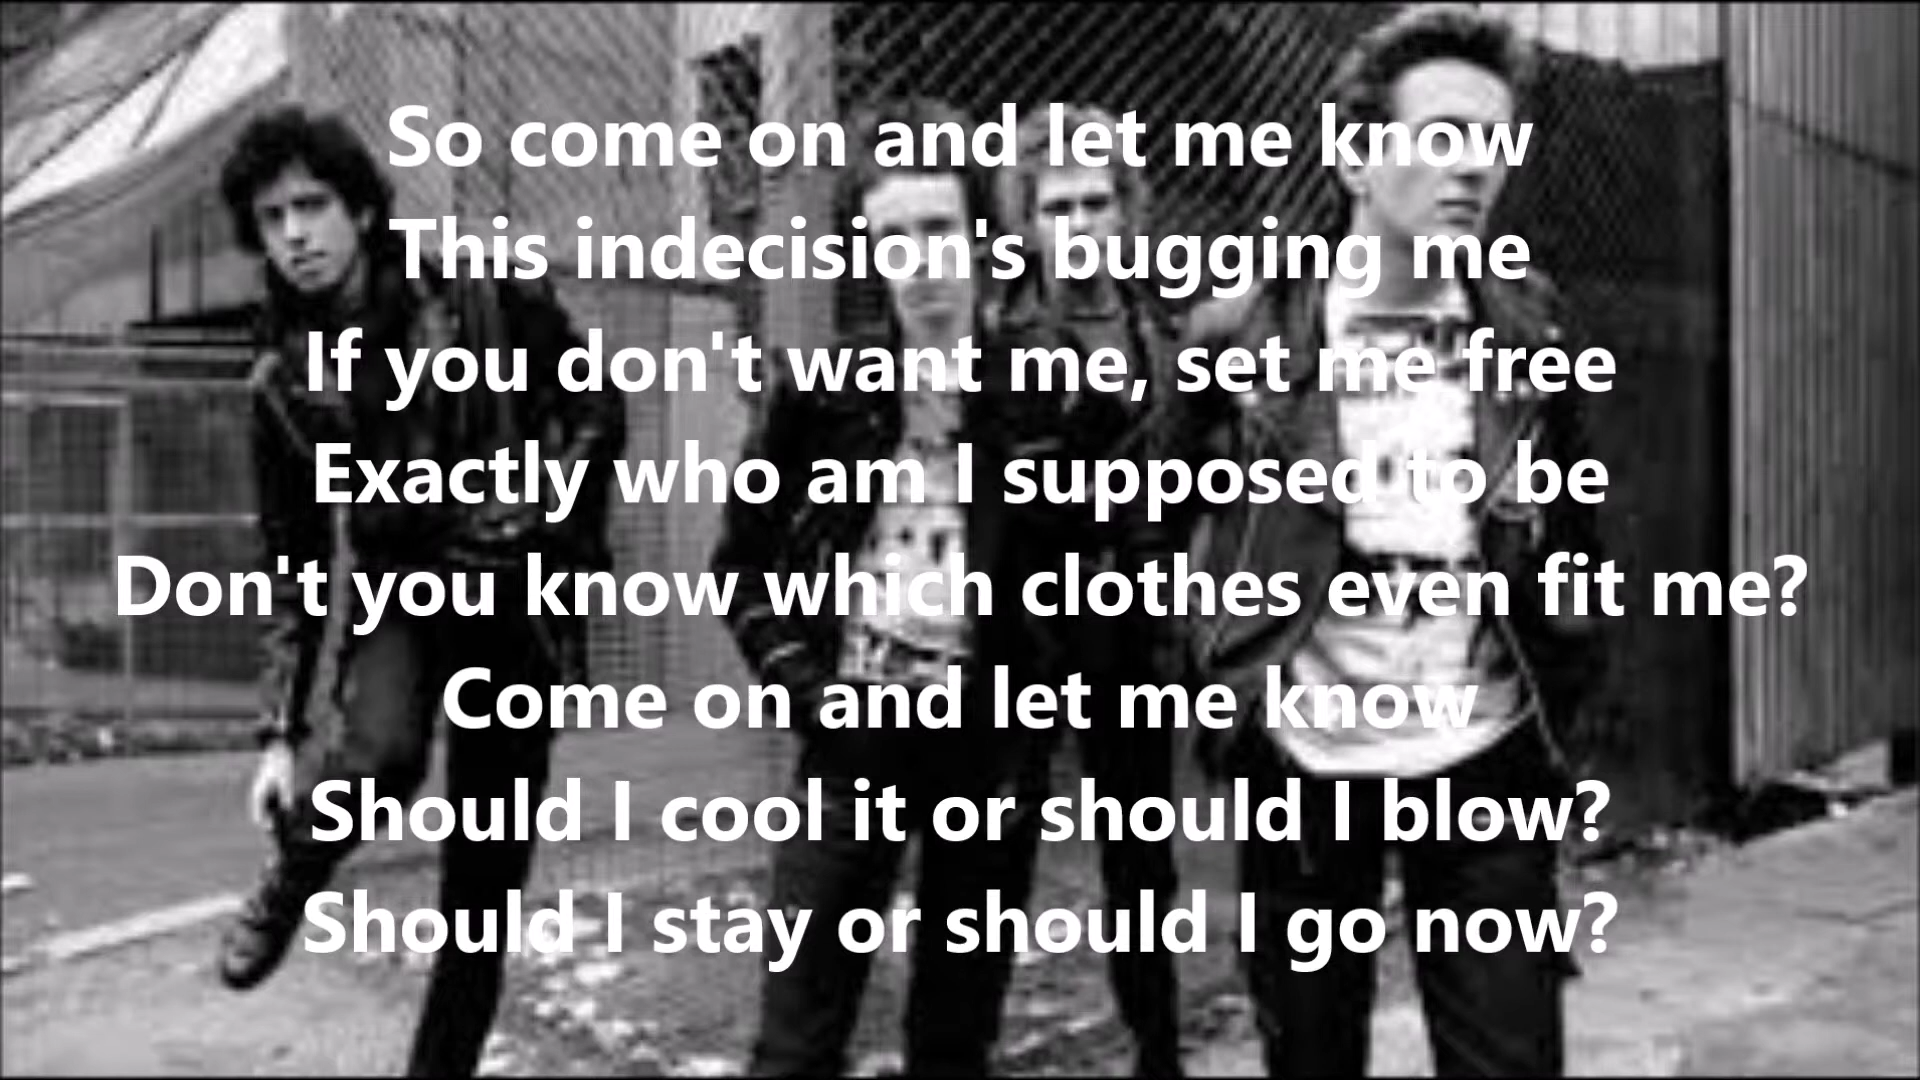 So come on and let me know
This indecision's bugging me
If you don't want me, set me free
Exactly who am I supposed to be
Don't you know which clothes even fit me?
Come on and let me know
Should I cool it or should I blow?
Should I stay or should I go now?